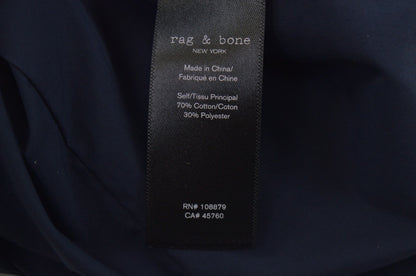 rag & bone
NEW YORK
Made in China/
Fabriqué en Chine
Self/Tissu Principal
70% Cotton/Coton
30% Polyester
RN# 108879
CA# 45760